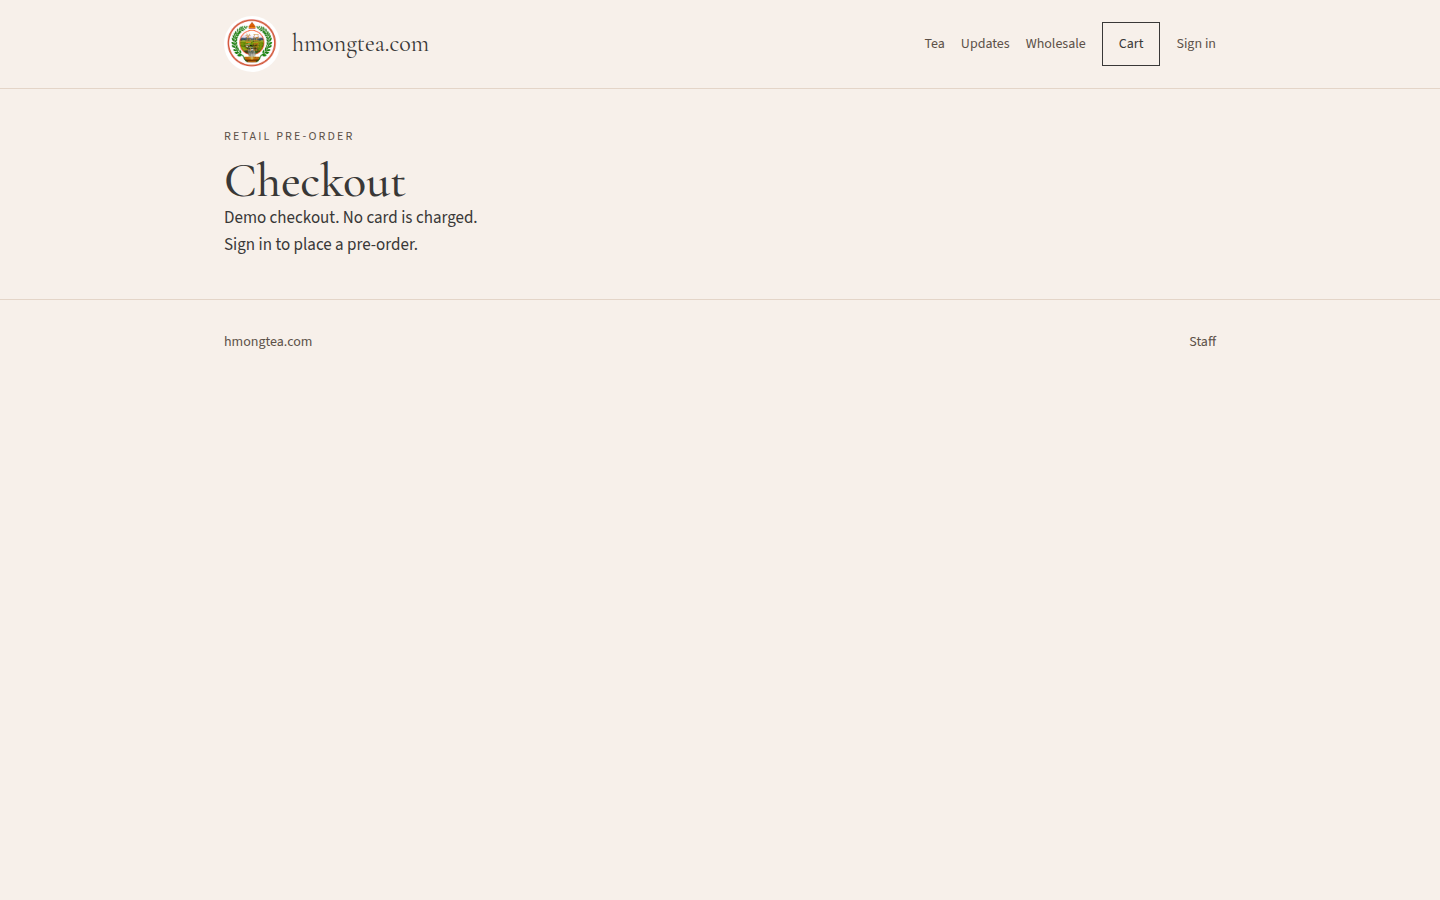 hmongtea.com
Tea
Updates
Wholesale
Cart
Sign in
RETAIL PRE-ORDER
Checkout
Demo checkout. No card is charged.
Sign in to place a pre-order.
hmongtea.com
Staff